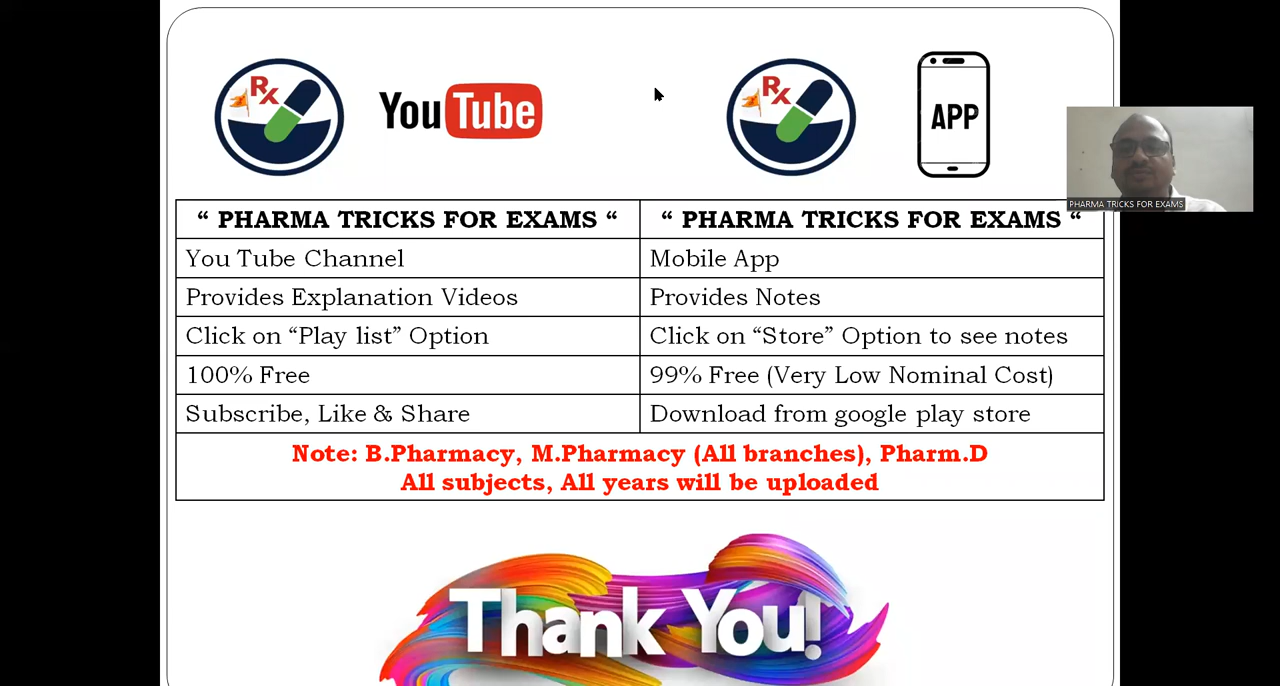 Rx
YouTube
Rx
APP
PHARMA TRICKS FOR EXAMS
“ PHARMA TRICKS FOR EXAMS “
“ PHARMA TRICKS FOR EXAMS “
You Tube Channel
Mobile App
Provides Explanation Videos
Provides Notes
Click on “Play list” Option
Click on “Store” Option to see notes
100% Free
99% Free (Very Low Nominal Cost)
Subscribe, Like & Share
Download from google play store
Note: B.Pharmacy, M.Pharmacy (All branches), Pharm.D
All subjects, All years will be uploaded
Thank You!